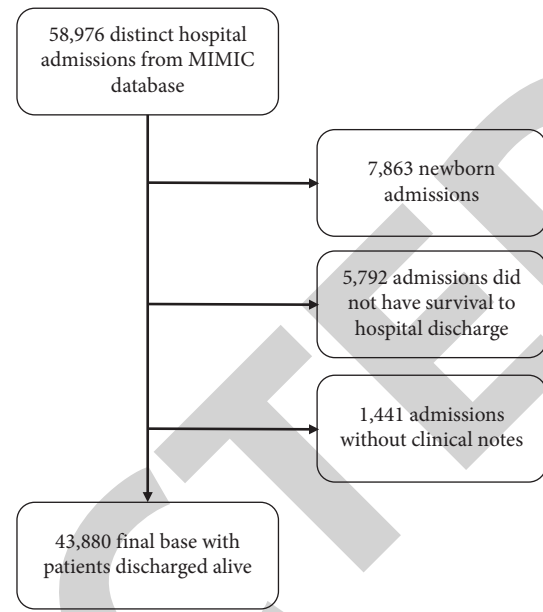 58,976 distinct hospital
admissions from MIMIC
database
7,863 newborn
admissions
5,792 admissions did
not have survival to
hospital discharge
1,441 admissions
without clinical notes
43,880 final base with
patients discharged alive